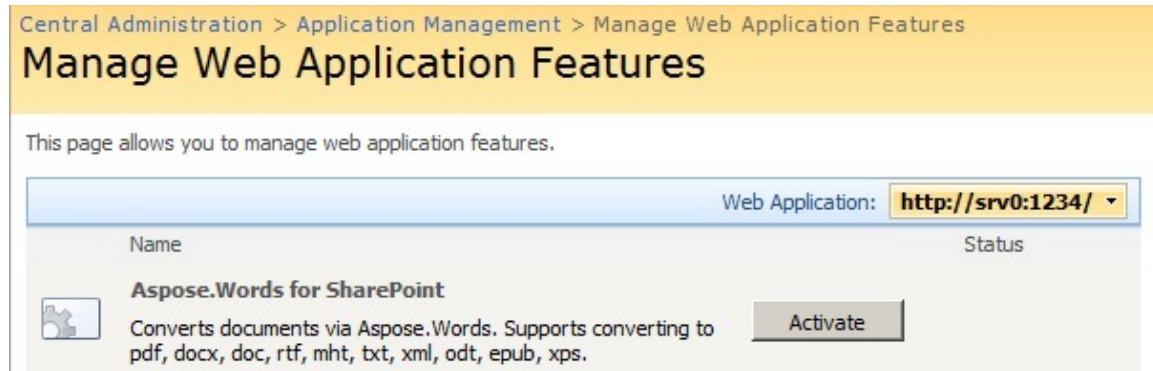 Central Administration > Application Management > Manage Web Application Features
Manage Web Application Features
This page allows you to manage web application features.
Web Application: http://srv0:1234/
Name Status
Aspose.Words for SharePoint
Converts documents via Aspose.Words. Supports converting to
pdf, docx, doc, rtf, mht, txt, xml, odt, epub, xps.
Activate